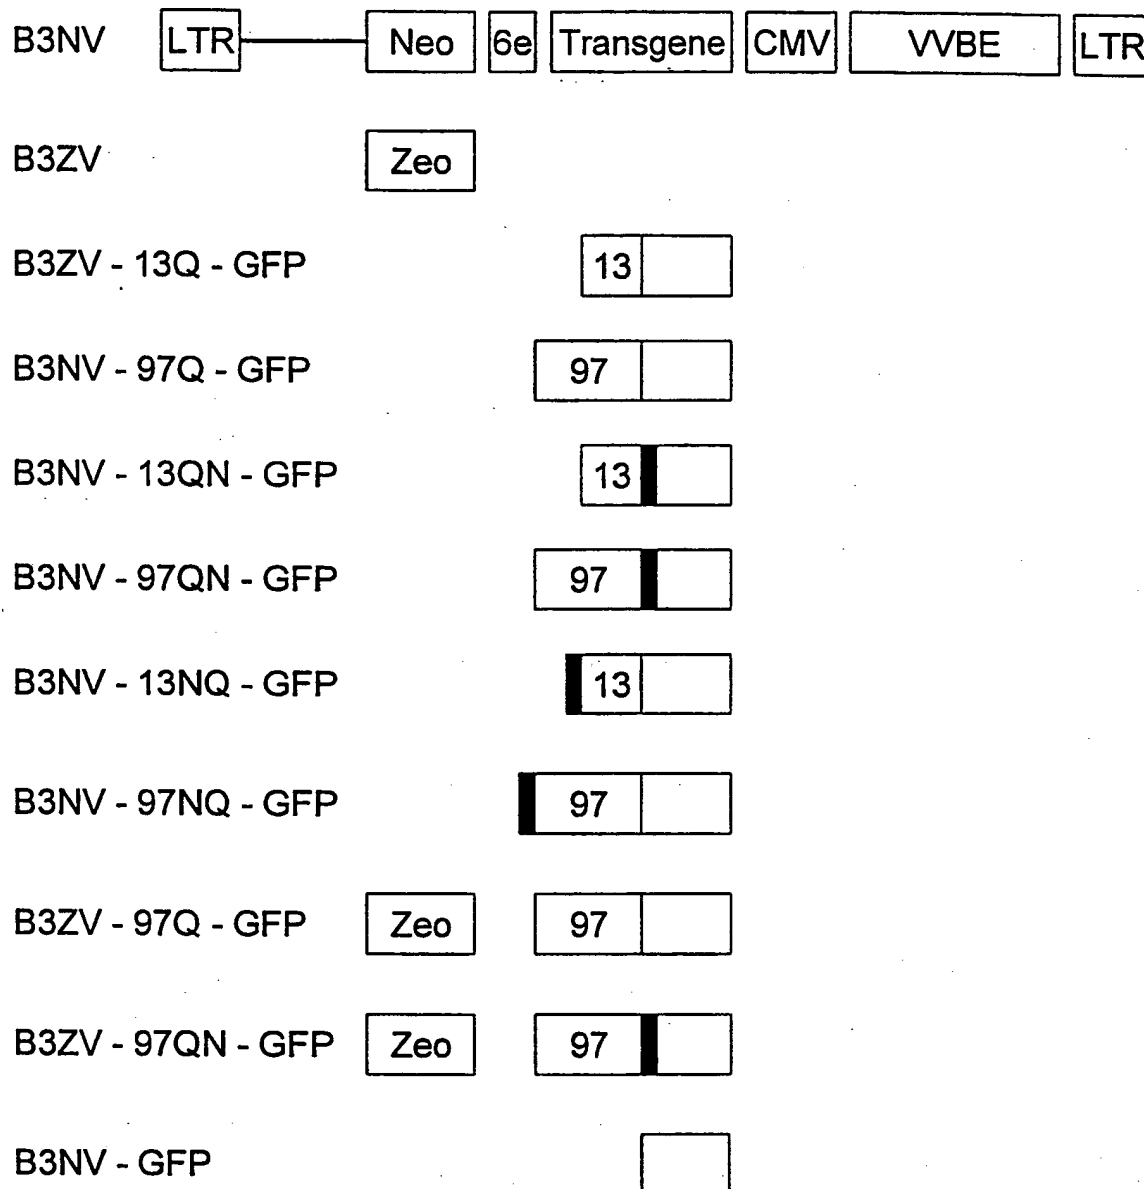 B3NV LTR Neo 6e Transgene CMV VVBE LTR
B3ZV Zeo
B3ZV - 13Q - GFP 13
B3NV - 97Q - GFP 97
B3NV - 13QN - GFP 13
B3NV - 97QN - GFP 97
B3NV - 13NQ - GFP 13
B3NV - 97NQ - GFP 97
B3ZV - 97Q - GFP Zeo 97
B3ZV - 97QN - GFP Zeo 97
B3NV - GFP